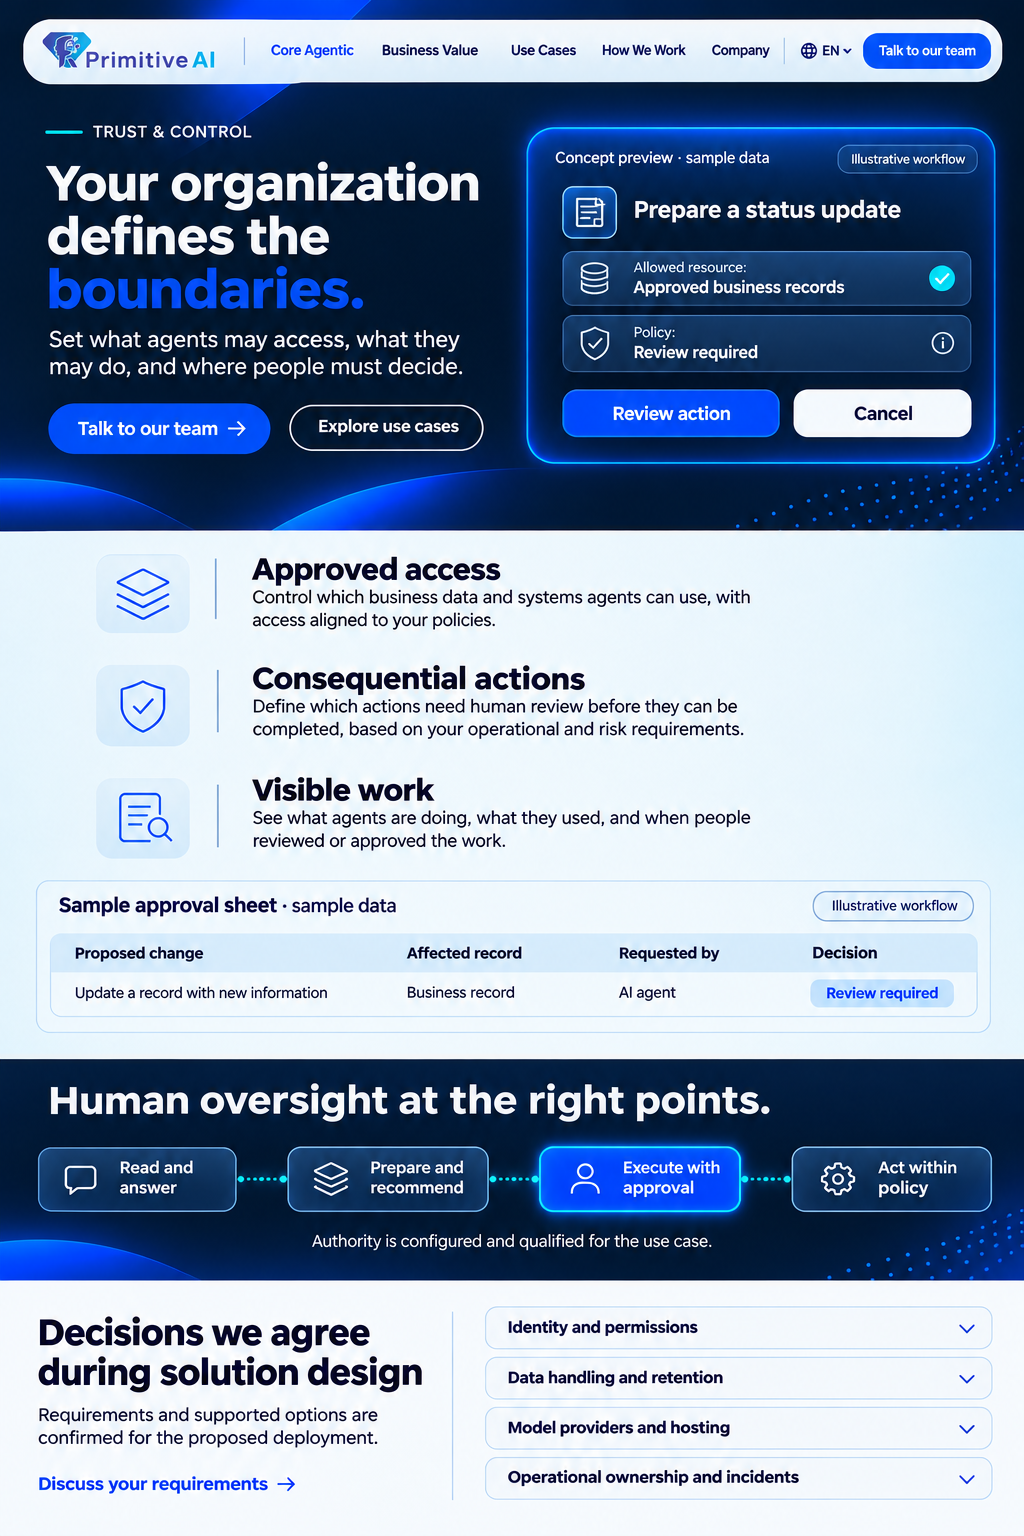 Primitive AI
Core Agentic
Business Value
Use Cases
How We Work
Company
EN
Talk to our team
TRUST & CONTROL
Your organization
defines the
boundaries.
Set what agents may access, what they
may do, and where people must decide.
Talk to our team →
Explore use cases
Concept preview · sample data
Illustrative workflow
Prepare a status update
Allowed resource:
Approved business records
Policy:
Review required
Review action
Cancel
Approved access
Control which business data and systems agents can use, with
access aligned to your policies.
Consequential actions
Define which actions need human review before they can be
completed, based on your operational and risk requirements.
Visible work
See what agents are doing, what they used, and when people
reviewed or approved the work.
Sample approval sheet · sample data
Illustrative workflow
Proposed change Affected record Requested by Decision
Update a record with new information Business record AI agent Review required
Human oversight at the right points.
Read and
answer
Prepare and
recommend
Execute with
approval
Act within
policy
Authority is configured and qualified for the use case.
Decisions we agree
during solution design
Requirements and supported options are
confirmed for the proposed deployment.
Discuss your requirements →
Identity and permissions
Data handling and retention
Model providers and hosting
Operational ownership and incidents